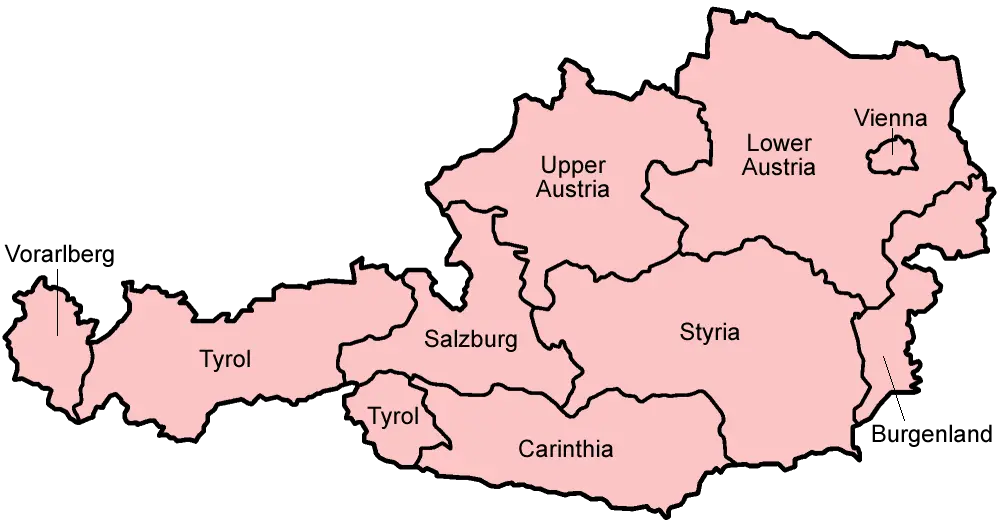 Vienna
Lower
Austria
Upper
Austria
Vorarlberg
Styria
Salzburg
Tyrol
Tyrol
Burgenland
Carinthia